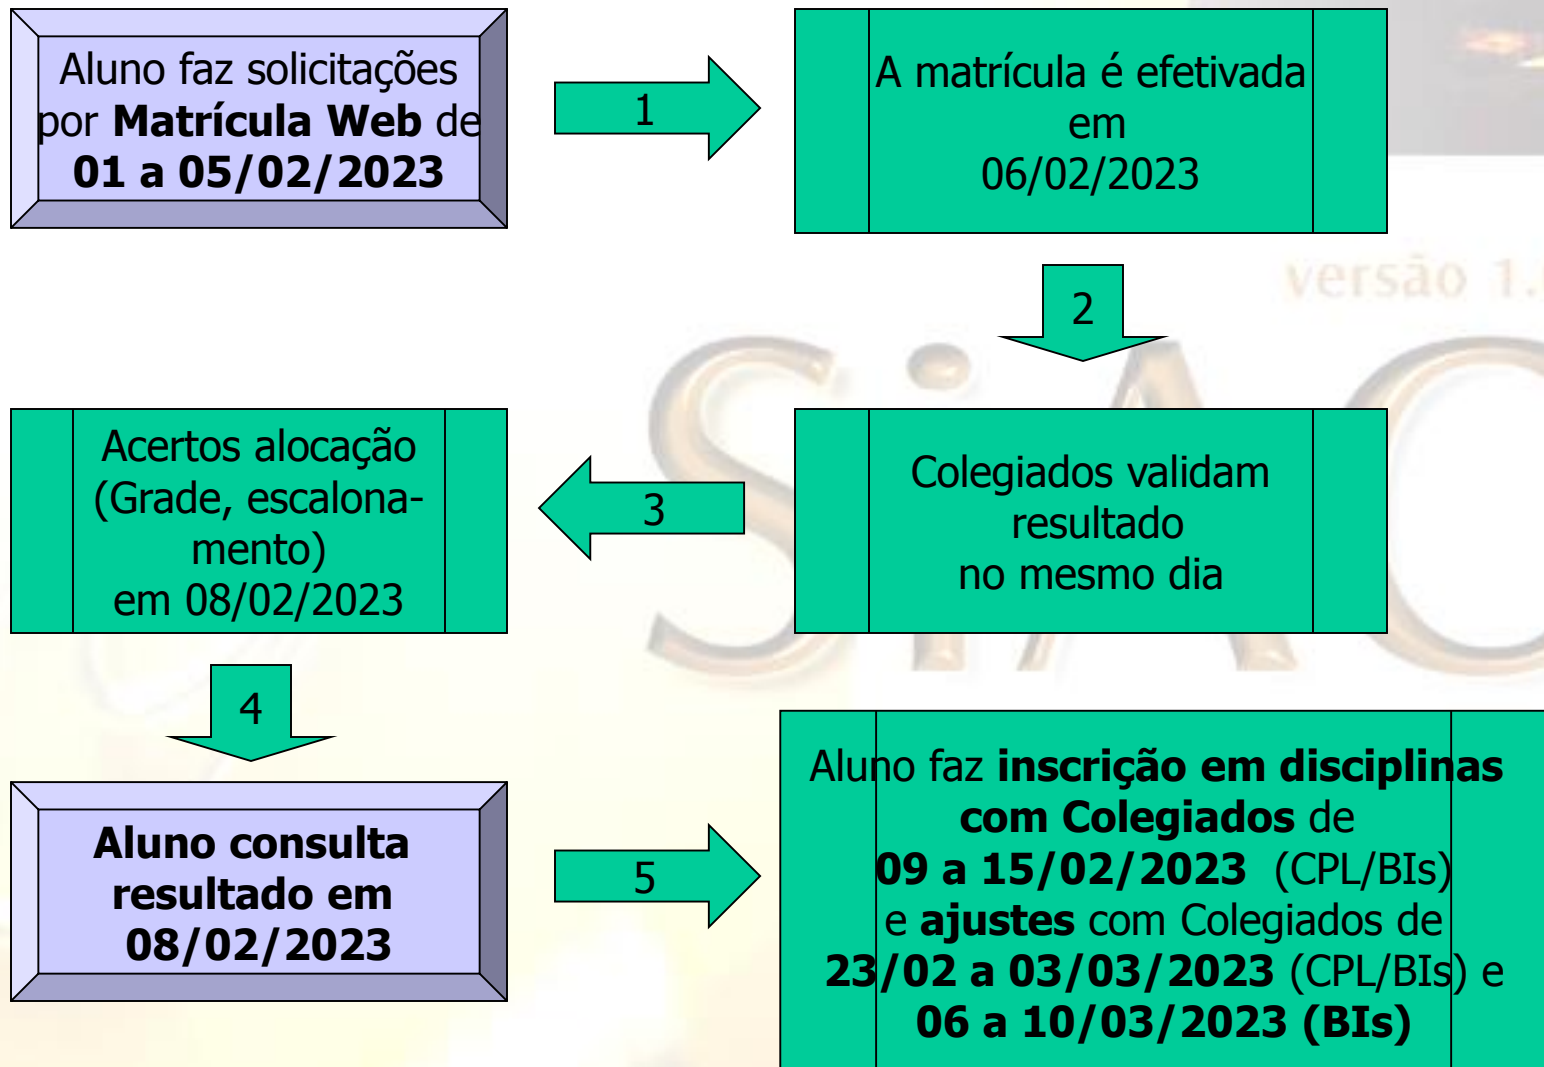 Aluno faz solicitações
por Matrícula Web de
01 a 05/02/2023
1
A matrícula é efetivada
em
06/02/2023
versão 1.
2
SiAC
Colegiados validam
resultado
no mesmo dia
3
Acertos alocação
(Grade, escalona-
mento)
em 08/02/2023
4
Aluno consulta
resultado em
08/02/2023
5
Aluno faz inscrição em disciplinas
com Colegiados de
09 a 15/02/2023 (CPL/BIs)
e ajustes com Colegiados de
23/02 a 03/03/2023 (CPL/BIs) e
06 a 10/03/2023 (BIs)